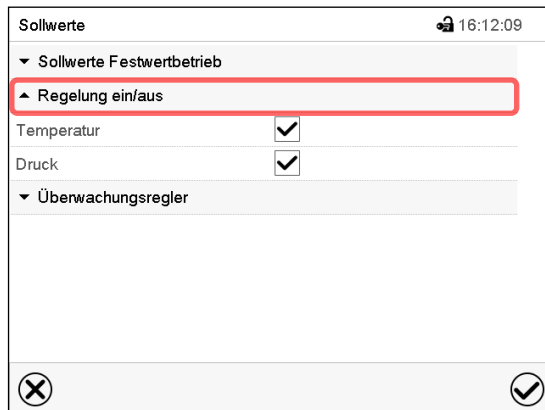 Sollwerte 16:12:09
Sollwerte Festwertbetrieb
Regelung ein/aus
Temperatur
Druck
Überwachungsregler